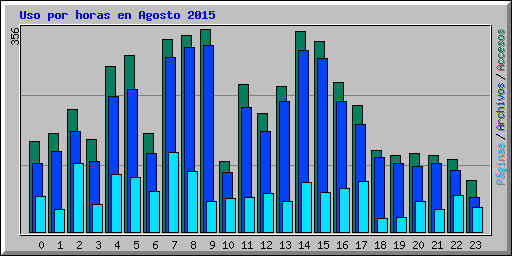 Uso por horas en Agosto 2015
356
Páginas / Archivos / Accesos
0 1 2 3 4 5 6 7 8 9 10 11 12 13 14 15 16 17 18 19 20 21 22 23